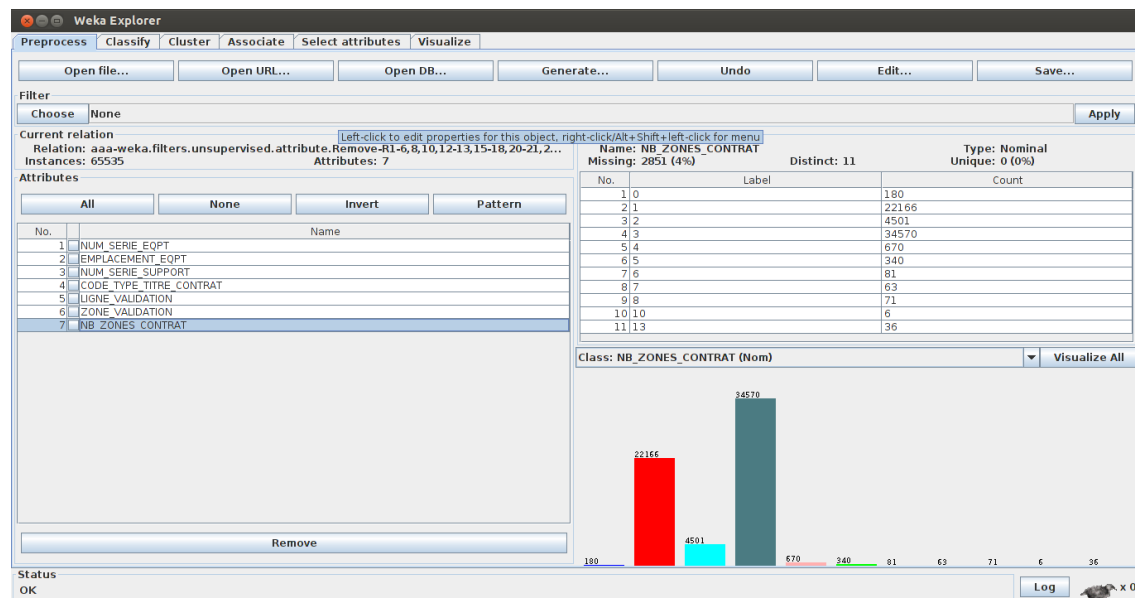 Weka Explorer
Preprocess Classify Cluster Associate Select attributes Visualize
Open file... Open URL... Open DB... Generate... Undo Edit... Save...
Filter
Choose None Apply
Left-click to edit properties for this object, right-click/Alt+Shift+left-click for menu
Current relation
Relation: aaa-weka.filters.unsupervised.attribute.Remove-R1-6,8,10,12-13,15-18,20-21,2...
Instances: 65535 Attributes: 7
Attributes
All None Invert Pattern
No. Name
1 NUM_SERIE_EQPT
2 EMPLACEMENT_EQPT
3 NUM_SERIE_SUPPORT
4 CODE_TYPE_TITRE_CONTRAT
5 LIGNE_VALIDATION
6 ZONE_VALIDATION
7 NB_ZONES_CONTRAT
Remove
Name: NB_ZONES_CONTRAT Type: Nominal
Missing: 2851 (4%) Distinct: 11 Unique: 0 (0%)
No. Label Count
1 0 180
2 1 22166
3 2 4501
4 3 34570
5 4 670
6 5 340
7 6 81
8 7 63
9 8 71
10 10 6
11 13 36
Class: NB_ZONES_CONTRAT (Nom) Visualize All
180 22166 4501 34570 670 340 81 63 71 6 36
Status
OK Log x 0